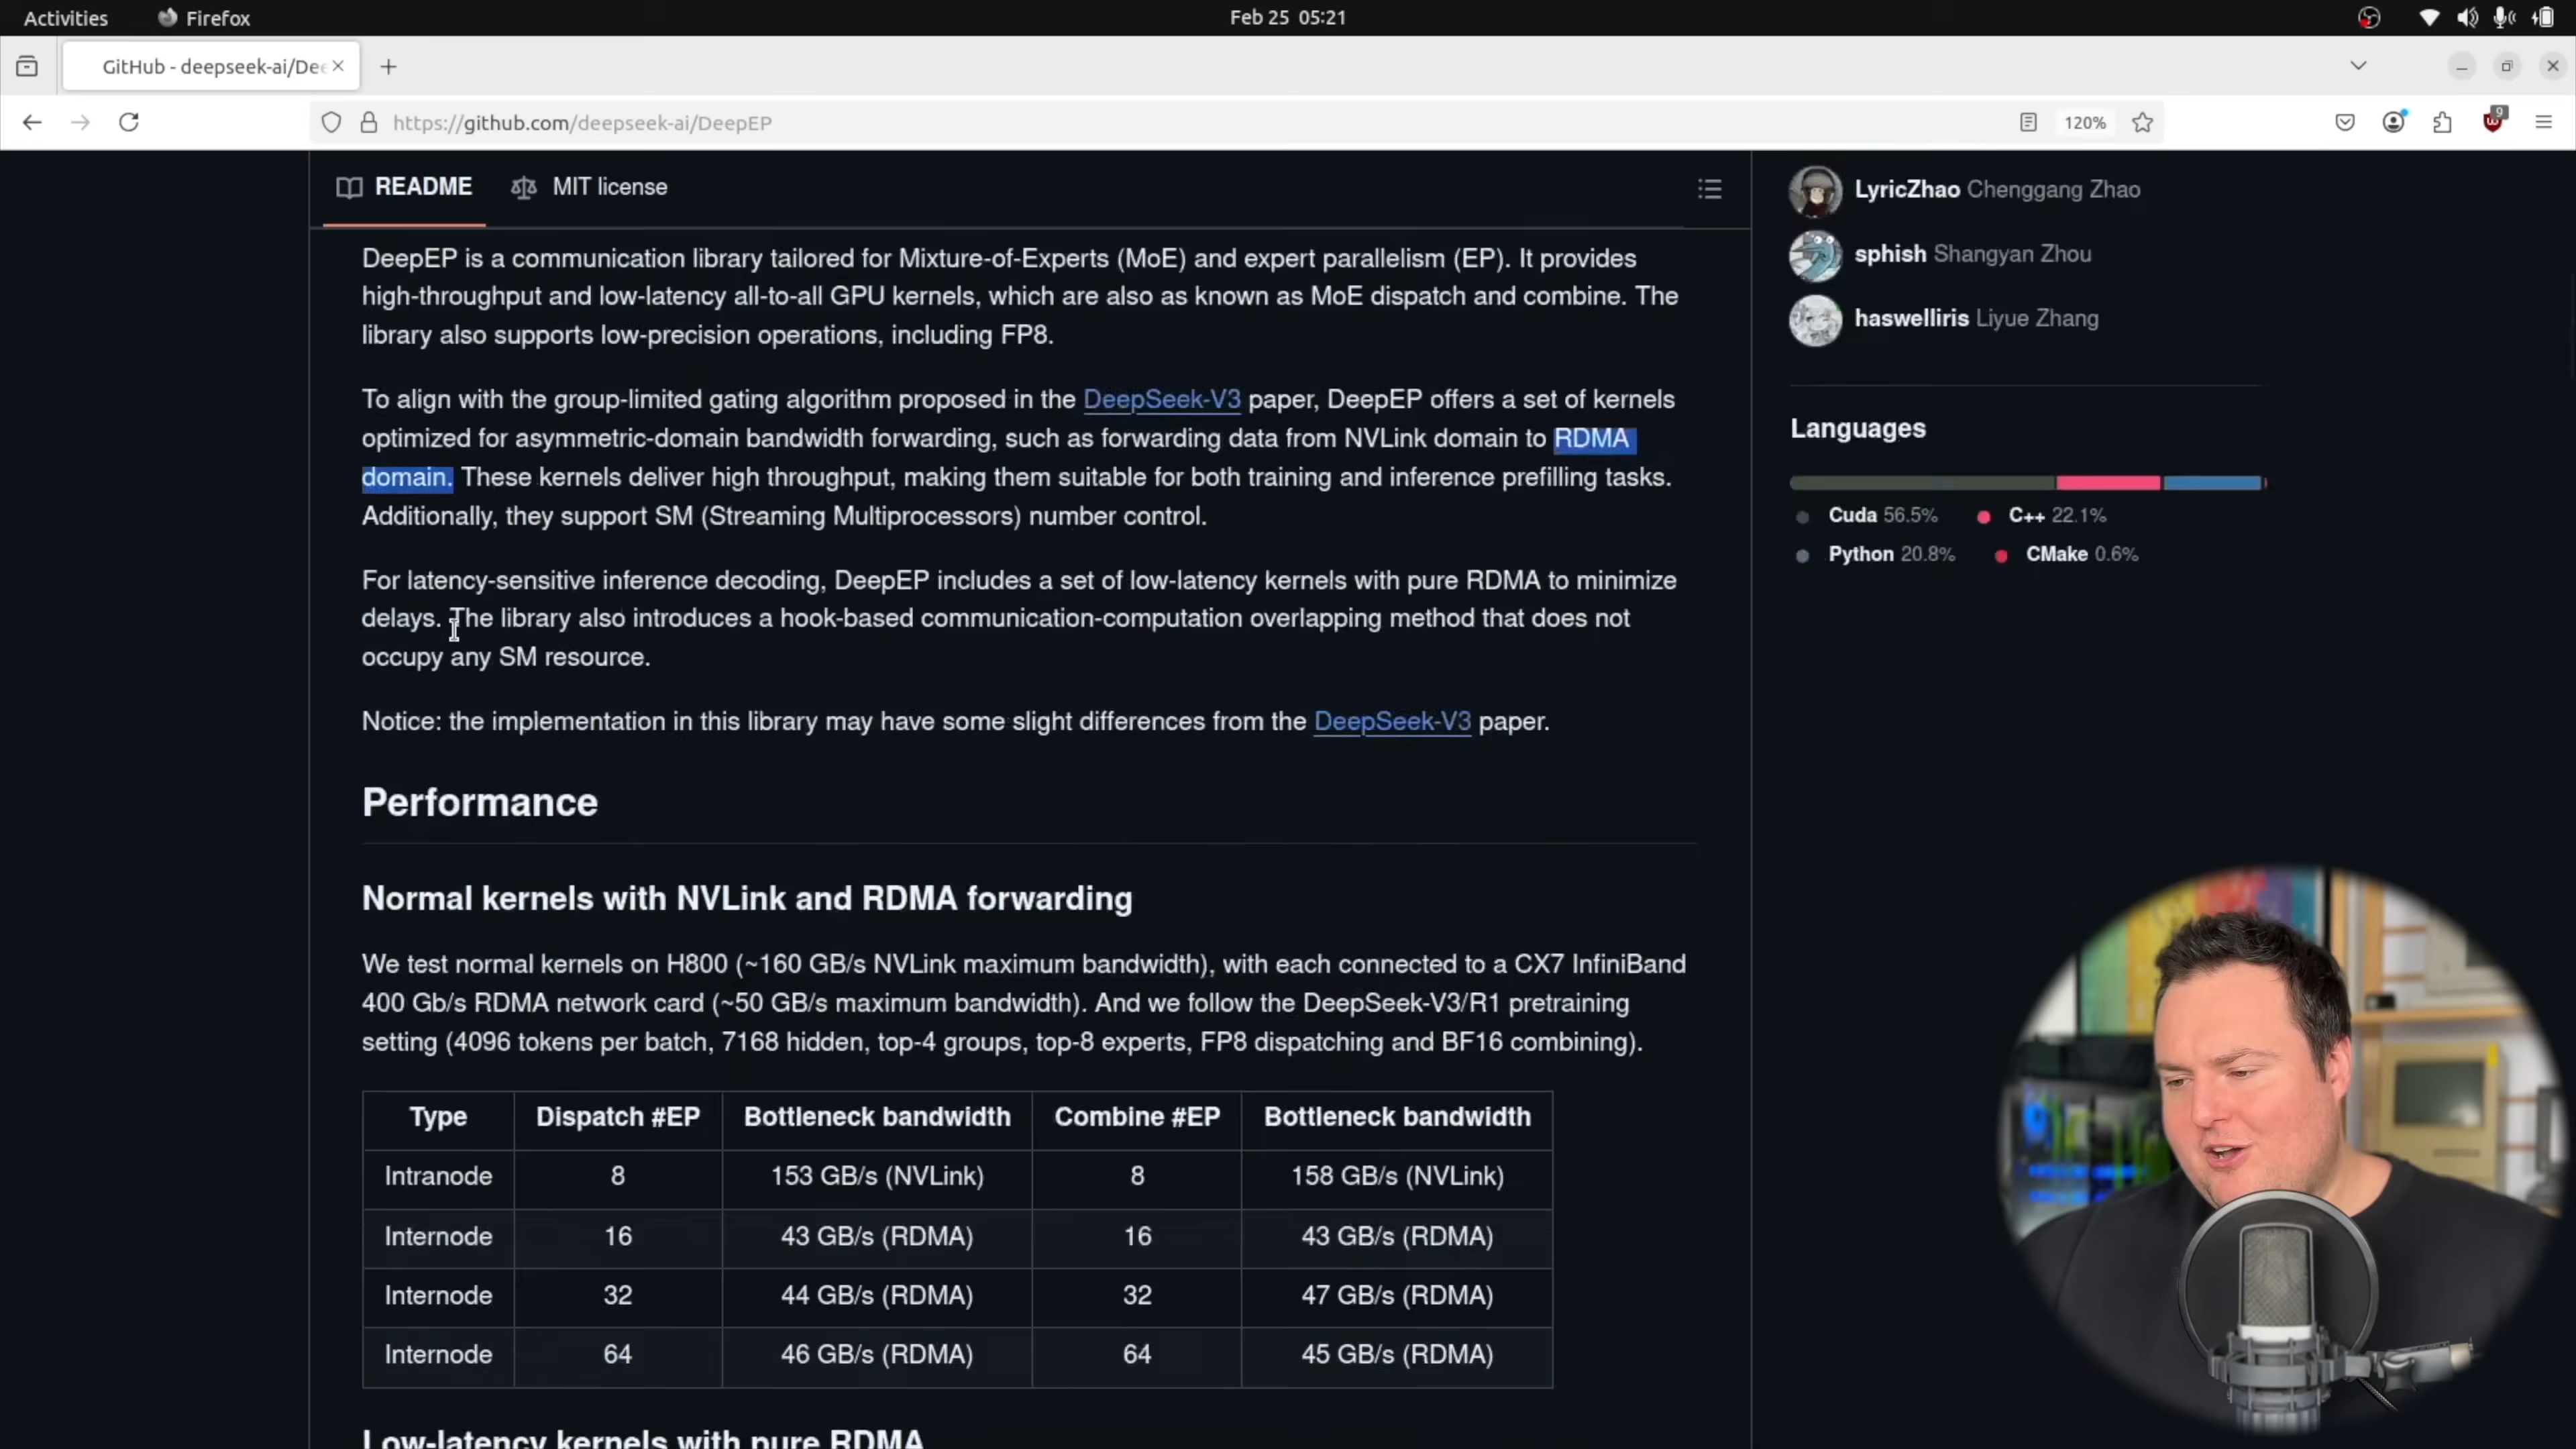 Activities
Firefox
Feb 25 05:21
GitHub - deepseek-ai/Dee
https://github.com/deepseek-ai/DeepEP
120%
9
README
MIT license
DeepEP is a communication library tailored for Mixture-of-Experts (MoE) and expert parallelism (EP). It provides
high-throughput and low-latency all-to-all GPU kernels, which are also as known as MoE dispatch and combine. The
library also supports low-precision operations, including FP8.
To align with the group-limited gating algorithm proposed in the DeepSeek-V3 paper, DeepEP offers a set of kernels
optimized for asymmetric-domain bandwidth forwarding, such as forwarding data from NVLink domain to RDMA
domain. These kernels deliver high throughput, making them suitable for both training and inference prefilling tasks.
Additionally, they support SM (Streaming Multiprocessors) number control.
For latency-sensitive inference decoding, DeepEP includes a set of low-latency kernels with pure RDMA to minimize
delays. The library also introduces a hook-based communication-computation overlapping method that does not
occupy any SM resource.
Notice: the implementation in this library may have some slight differences from the DeepSeek-V3 paper.
Performance
Normal kernels with NVLink and RDMA forwarding
We test normal kernels on H800 (~160 GB/s NVLink maximum bandwidth), with each connected to a CX7 InfiniBand
400 Gb/s RDMA network card (~50 GB/s maximum bandwidth). And we follow the DeepSeek-V3/R1 pretraining
setting (4096 tokens per batch, 7168 hidden, top-4 groups, top-8 experts, FP8 dispatching and BF16 combining).
Type Dispatch #EP Bottleneck bandwidth Combine #EP Bottleneck bandwidth
Intranode 8 153 GB/s (NVLink) 8 158 GB/s (NVLink)
Internode 16 43 GB/s (RDMA) 16 43 GB/s (RDMA)
Internode 32 44 GB/s (RDMA) 32 47 GB/s (RDMA)
Internode 64 46 GB/s (RDMA) 64 45 GB/s (RDMA)
Low-latency kernels with pure RDMA
LyricZhao Chenggang Zhao
sphish Shangyan Zhou
haswelliris Liyue Zhang
Languages
Cuda 56.5% C++ 22.1%
Python 20.8% CMake 0.6%